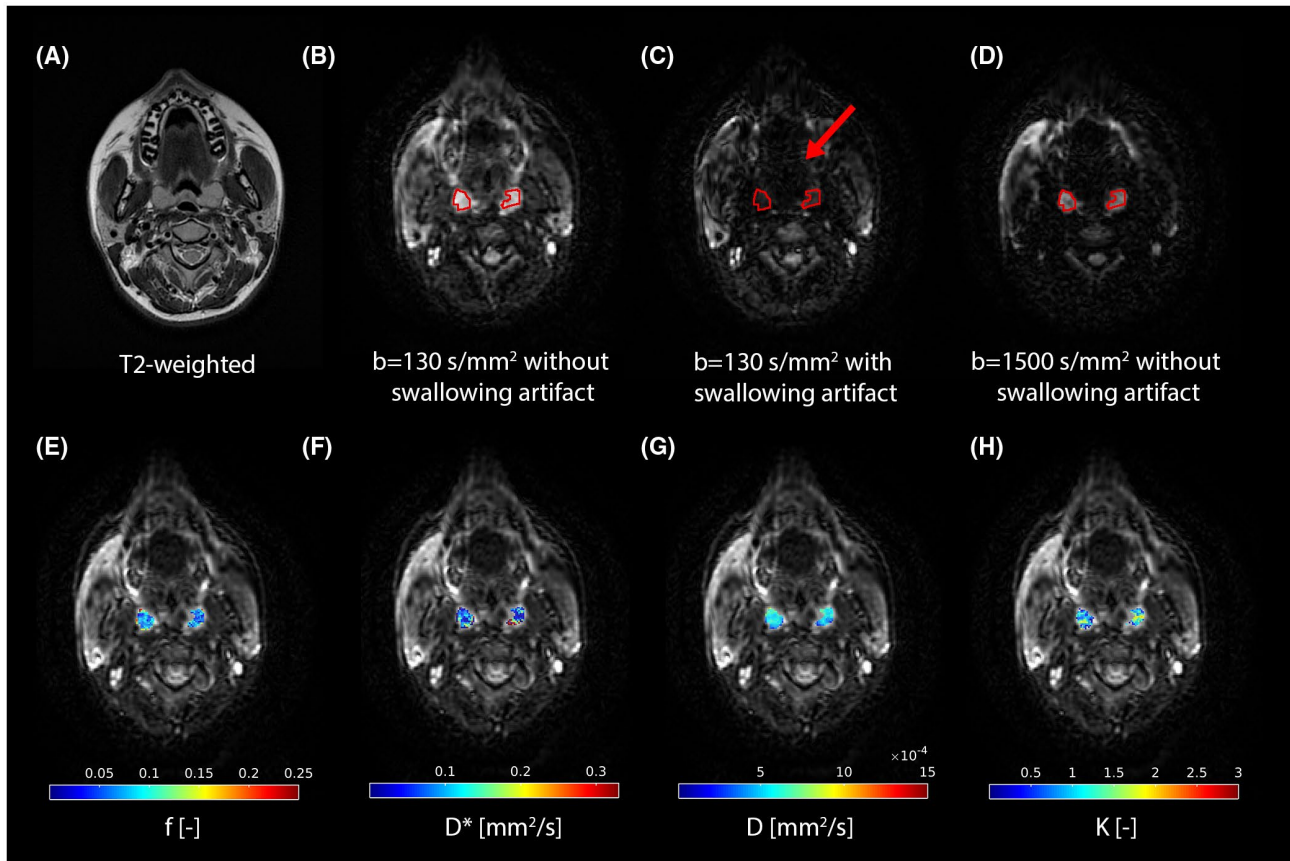 (A) (B) (C) (D)
T2-weighted
b=130 s/mm² without
swallowing artifact
b=130 s/mm² with
swallowing artifact
b=1500 s/mm² without
swallowing artifact
(E) (F) (G) (H)
0.05 0.1 0.15 0.2 0.25
f [-]
0.1 0.2 0.3
D* [mm²/s]
×10⁻⁴
5 10 15
D [mm²/s]
0.5 1 1.5 2 2.5 3
K [-]